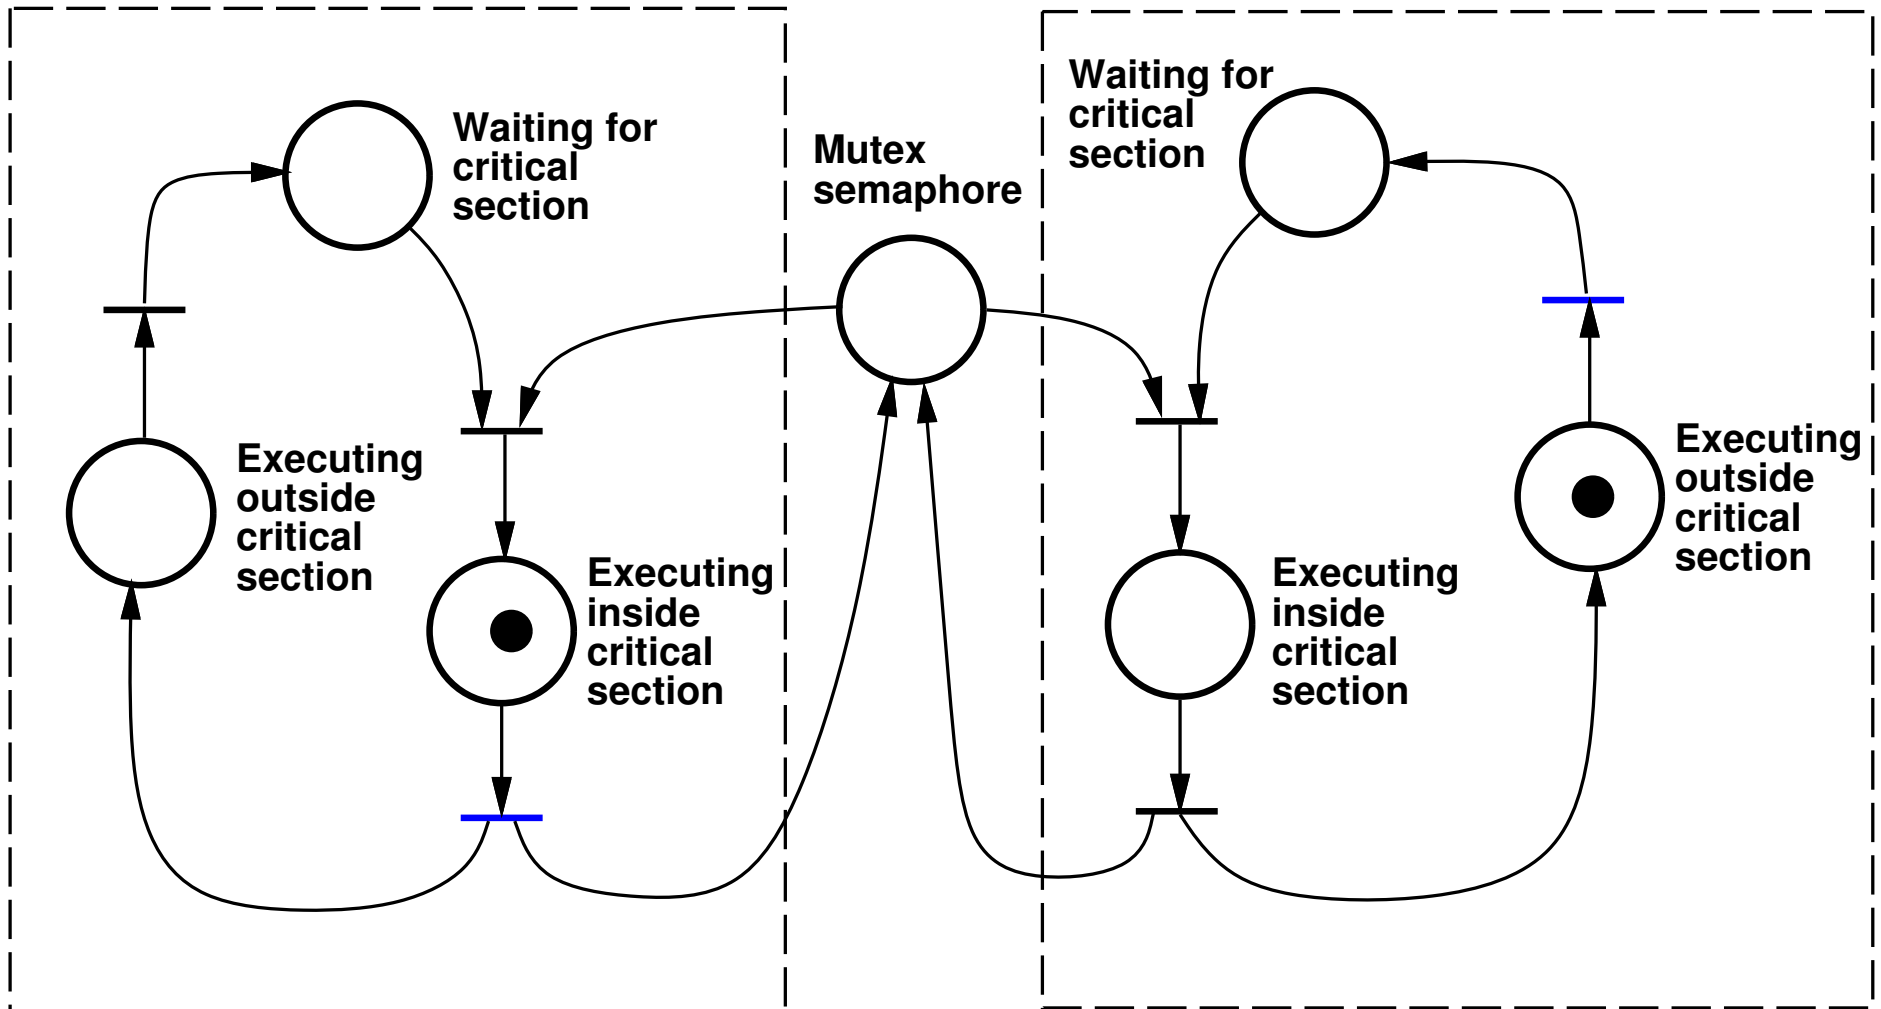 Waiting for
critical
section
Executing
outside
critical
section
Executing
inside
critical
section
Mutex
semaphore
Waiting for
critical
section
Executing
inside
critical
section
Executing
outside
critical
section